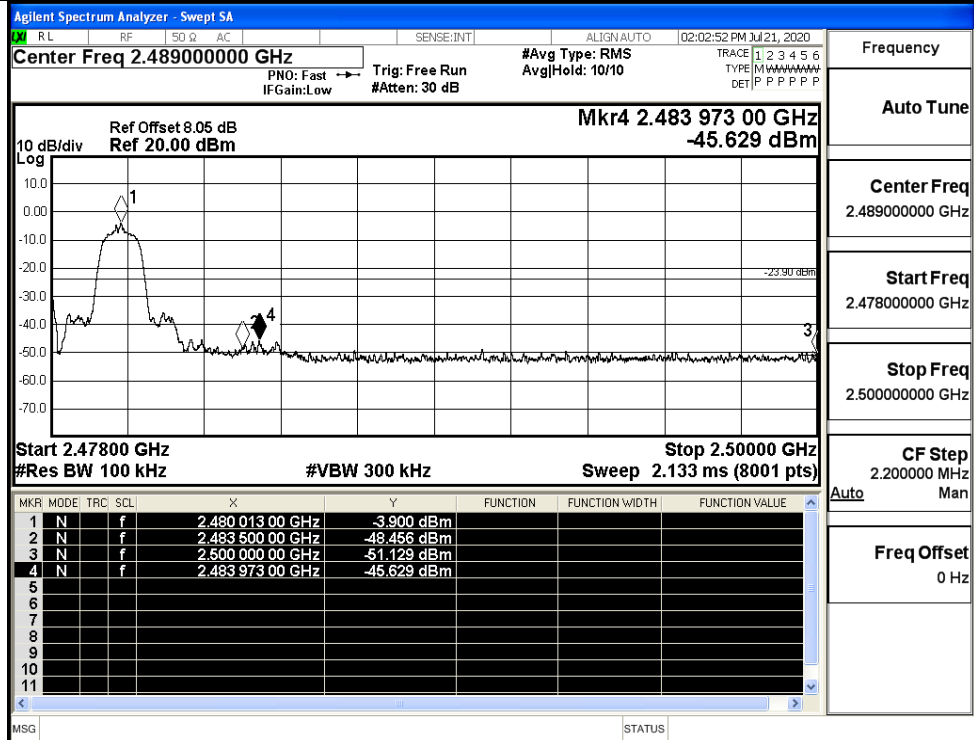 Agilent Spectrum Analyzer - Swept SA
LXI RL RF 50 Ω AC SENSE:INT ALIGNAUTO 02:02:52 PM Jul 21, 2020
Center Freq 2.489000000 GHz
PNO: Fast
IFGain:Low
Trig: Free Run
#Atten: 30 dB
#Avg Type: RMS
Avg|Hold: 10/10
TRACE 1 2 3 4 5 6
TYPE M WWWWW
DET P P P P P P
Ref Offset 8.05 dB
10 dB/div Ref 20.00 dBm
Log
Mkr4 2.483 973 00 GHz
-45.629 dBm
10.0
0.00
-10.0
-20.0
-30.0
-40.0
-50.0
-60.0
-70.0
1
2
4
3
-23.90 dBm
Start 2.47800 GHz Stop 2.50000 GHz
#Res BW 100 kHz #VBW 300 kHz Sweep 2.133 ms (8001 pts)
MKR MODE TRC SCL X Y FUNCTION FUNCTION WIDTH FUNCTION VALUE
1 N f 2.480 013 00 GHz -3.900 dBm
2 N f 2.483 500 00 GHz -48.456 dBm
3 N f 2.500 000 00 GHz -51.129 dBm
4 N f 2.483 973 00 GHz -45.629 dBm
5
6
7
8
9
10
11
MSG STATUS
Frequency
Auto Tune
Center Freq
2.489000000 GHz
Start Freq
2.478000000 GHz
Stop Freq
2.500000000 GHz
CF Step
2.200000 MHz
Auto Man
Freq Offset
0 Hz